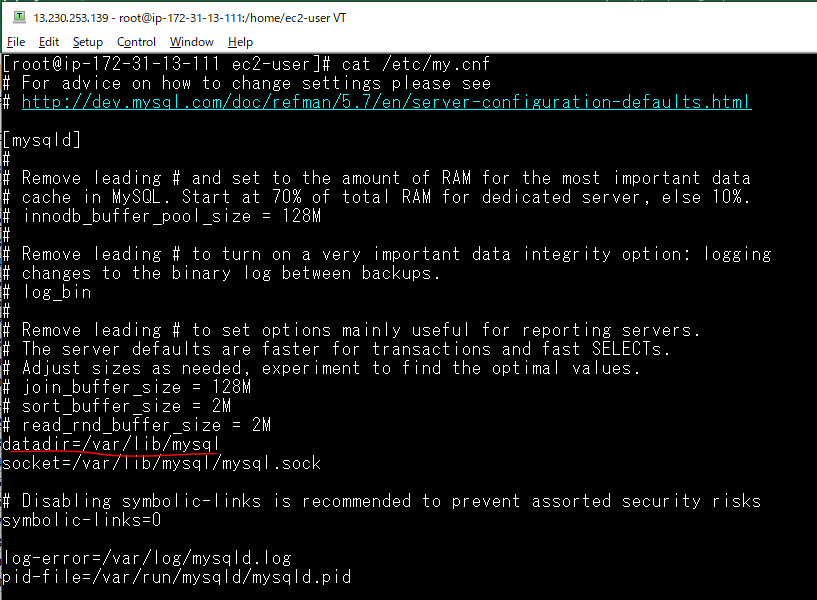 13.230.253.139 - root@ip-172-31-13-111:/home/ec2-user VT
File Edit Setup Control Window Help
[root@ip-172-31-13-111 ec2-user]# cat /etc/my.cnf
# For advice on how to change settings please see
# http://dev.mysql.com/doc/refman/5.7/en/server-configuration-defaults.html
[mysqld]
#
# Remove leading # and set to the amount of RAM for the most important data
# cache in MySQL. Start at 70% of total RAM for dedicated server, else 10%.
# innodb_buffer_pool_size = 128M
#
# Remove leading # to turn on a very important data integrity option: logging
# changes to the binary log between backups.
# log_bin
#
# Remove leading # to set options mainly useful for reporting servers.
# The server defaults are faster for transactions and fast SELECTs.
# Adjust sizes as needed, experiment to find the optimal values.
# join_buffer_size = 128M
# sort_buffer_size = 2M
# read_rnd_buffer_size = 2M
datadir=/var/lib/mysql
socket=/var/lib/mysql/mysql.sock
# Disabling symbolic-links is recommended to prevent assorted security risks
symbolic-links=0
log-error=/var/log/mysqld.log
pid-file=/var/run/mysqld/mysqld.pid